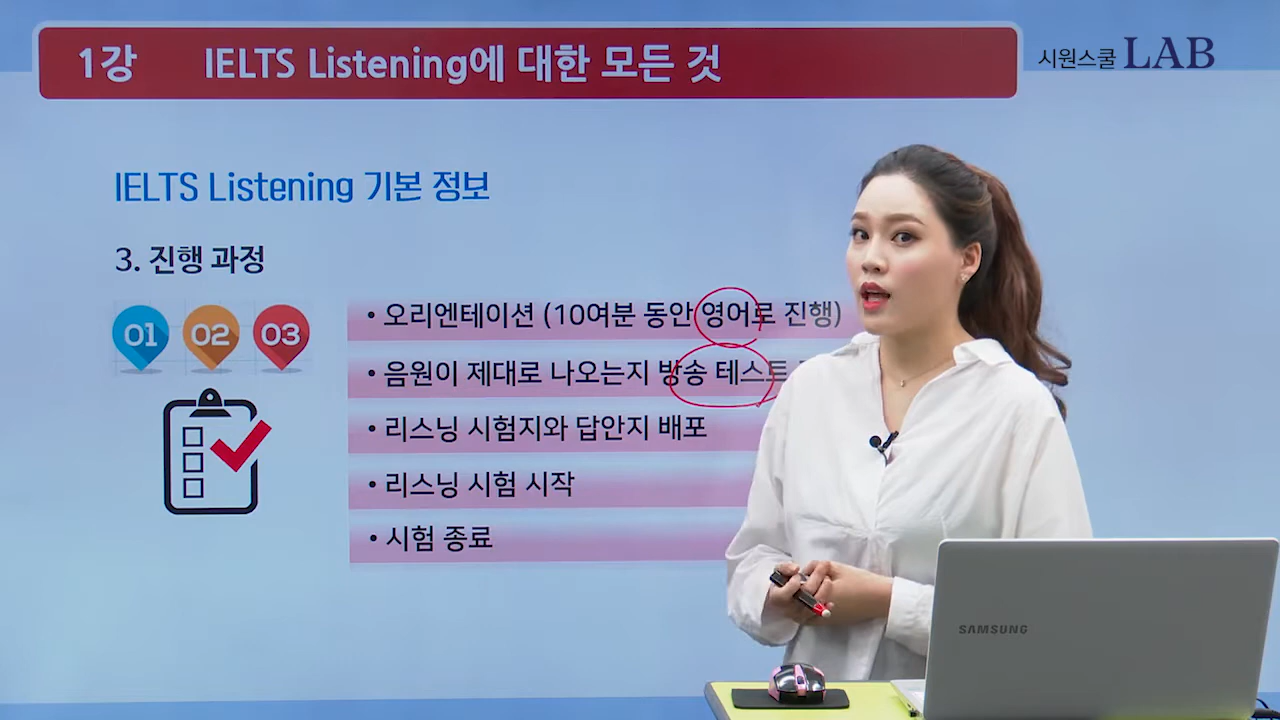 1강 IELTS Listening에 대한 모든 것
시원스쿨 LAB
IELTS Listening 기본 정보
3. 진행 과정
01 02 03
• 오리엔테이션 (10여분 동안 영어로 진행)
• 음원이 제대로 나오는지 방송 테스트
• 리스닝 시험지와 답안지 배포
• 리스닝 시험 시작
• 시험 종료
SAMSUNG